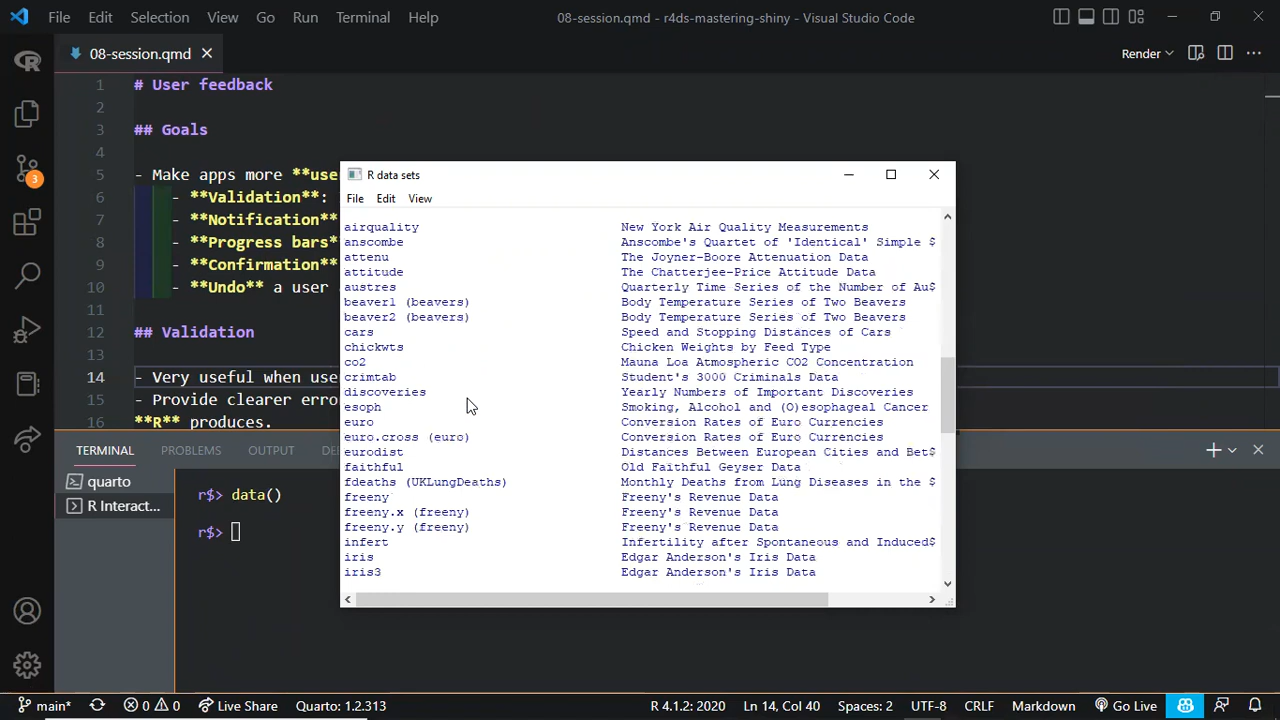 File Edit Selection View Go Run Terminal Help 08-session.qmd - r4ds-mastering-shiny - Visual Studio Code
08-session.qmd Render
1 # User feedback
2
3 ## Goals
4
5 - Make apps more **use
6 - **Validation**:
7 - **Notification**
8 - **Progress bars*
9 - **Confirmation**
10 - **Undo** a user
11
12 ## Validation
13
14 - Very useful when use
15 - Provide clearer erro
16 **R** produces.
3
R data sets
File Edit View
airquality New York Air Quality Measurements
anscombe Anscombe's Quartet of 'Identical' Simple $
attenu The Joyner-Boore Attenuation Data
attitude The Chatterjee-Price Attitude Data
austres Quarterly Time Series of the Number of Au$
beaver1 (beavers) Body Temperature Series of Two Beavers
beaver2 (beavers) Body Temperature Series of Two Beavers
cars Speed and Stopping Distances of Cars
chickwts Chicken Weights by Feed Type
co2 Mauna Loa Atmospheric CO2 Concentration
crimtab Student's 3000 Criminals Data
discoveries Yearly Numbers of Important Discoveries
esoph Smoking, Alcohol and (O)esophageal Cancer
euro Conversion Rates of Euro Currencies
euro.cross (euro) Conversion Rates of Euro Currencies
eurodist Distances Between European Cities and Bet$
faithful Old Faithful Geyser Data
fdeaths (UKLungDeaths) Monthly Deaths from Lung Diseases in the $
freeny Freeny's Revenue Data
freeny.x (freeny) Freeny's Revenue Data
freeny.y (freeny) Freeny's Revenue Data
infert Infertility after Spontaneous and Induced$
iris Edgar Anderson's Iris Data
iris3 Edgar Anderson's Iris Data
TERMINAL PROBLEMS OUTPUT DE
quarto
R Interact...
r$> data()
r$>
main* 0 0 Live Share Quarto: 1.2.313 R 4.1.2: 2020 Ln 14, Col 40 Spaces: 2 UTF-8 CRLF Markdown Go Live